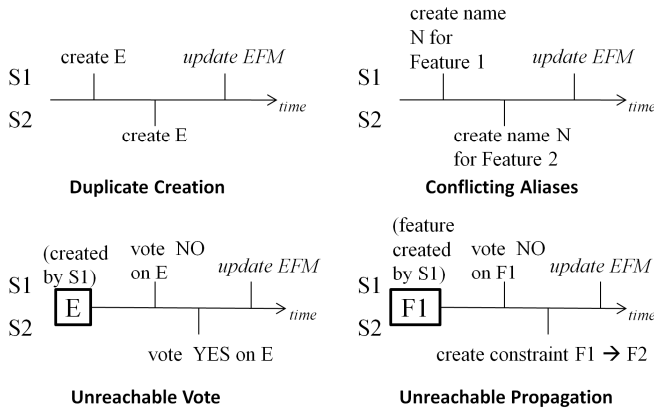 create E
update EFM
S1
S2
time
create E
Duplicate Creation
create name
N for
Feature 1
update EFM
S1
S2
time
create name N
for Feature 2
Conflicting Aliases
(created
by S1)
vote NO
on E
update EFM
S1
E
S2
time
vote YES on E
Unreachable Vote
(feature
created
by S1)
vote NO
on F1
update EFM
S1
F1
S2
time
create constraint F1 → F2
Unreachable Propagation